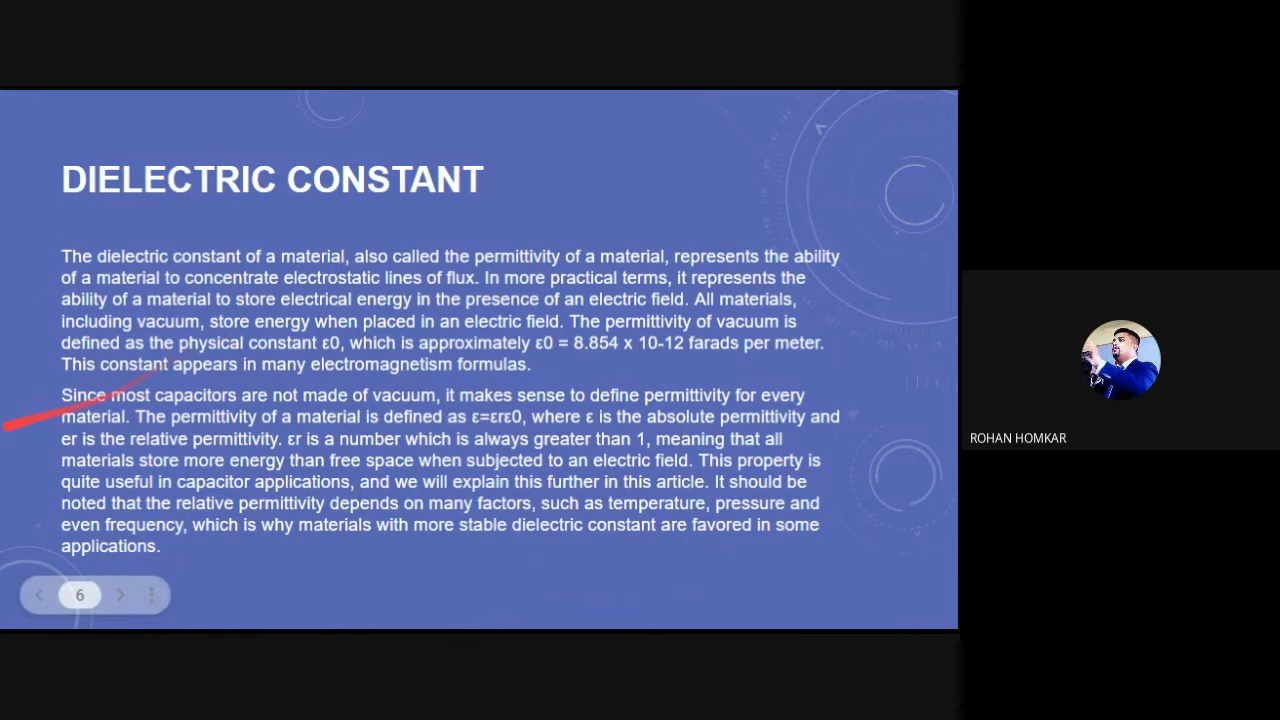 DIELECTRIC CONSTANT
The dielectric constant of a material, also called the permittivity of a material, represents the ability
of a material to concentrate electrostatic lines of flux. In more practical terms, it represents the
ability of a material to store electrical energy in the presence of an electric field. All materials,
including vacuum, store energy when placed in an electric field. The permittivity of vacuum is
defined as the physical constant ε0, which is approximately ε0 = 8.854 x 10-12 farads per meter.
This constant appears in many electromagnetism formulas.
Since most capacitors are not made of vacuum, it makes sense to define permittivity for every
material. The permittivity of a material is defined as ε=εrε0, where ε is the absolute permittivity and
er is the relative permittivity. εr is a number which is always greater than 1, meaning that all
materials store more energy than free space when subjected to an electric field. This property is
quite useful in capacitor applications, and we will explain this further in this article. It should be
noted that the relative permittivity depends on many factors, such as temperature, pressure and
even frequency, which is why materials with more stable dielectric constant are favored in some
applications.
6
ROHAN HOMKAR